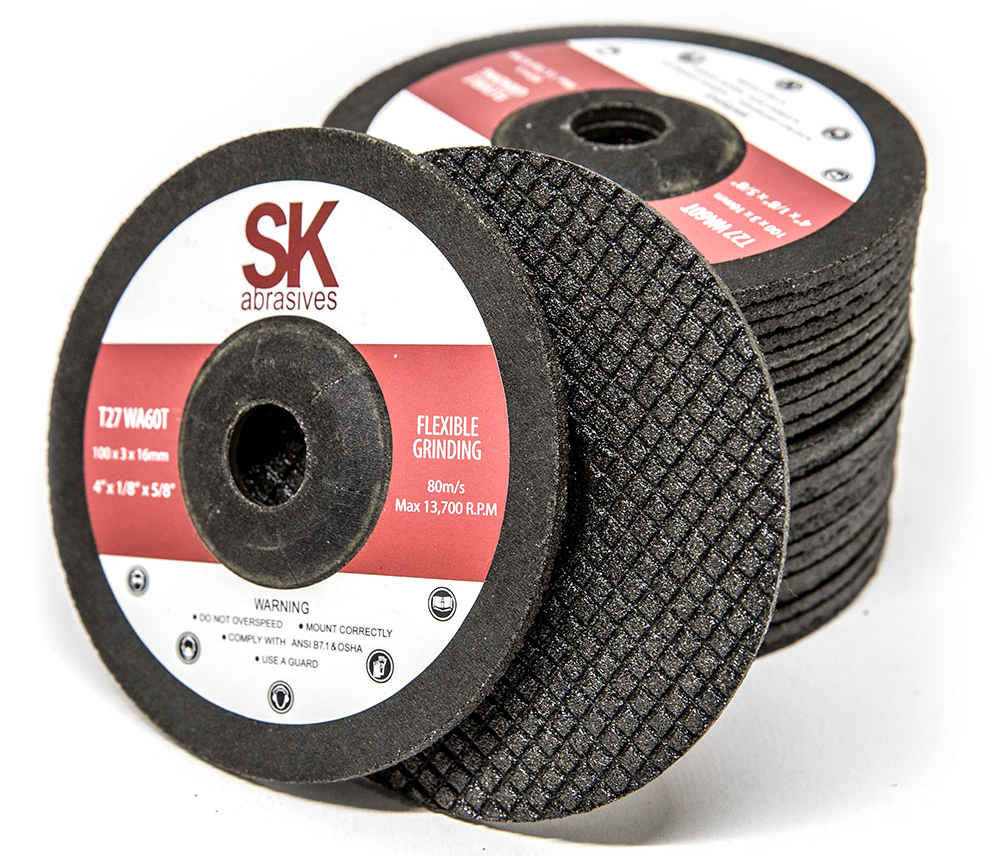 SK
abrasives
T27 WA60T
100 x 3 x 16mm
4" x 1/8" x 5/8"
FLEXIBLE
GRINDING
80m/s
Max 13,700 R.P.M
WARNING
• DO NOT OVERSPEED • MOUNT CORRECTLY
• COMPLY WITH ANSI B7.1 & OSHA
• USE A GUARD
T27 WA60T
100 x 3 x 16mm
4" x 1/8" x 5/8"
FLEXIBLE
GRINDING